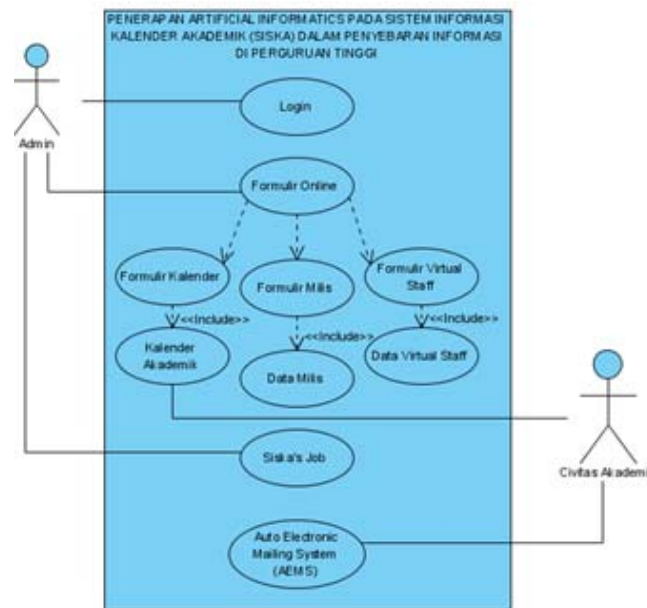 PENERAPAN ARTIFICIAL INFORMATICS PADA SISTEM INFORMASI
KALENDER AKADEMIK (SISKA) DALAM PENYEBARAN INFORMASI
DI PERGURUAN TINGGI
Login
Admin
Formulir Online
Formulir Kalender
Formulir Milis
Formulir Virtual
Staff
<<Include>>
<<Include>>
<<Include>>
Kalender
Akademik
Data Milis
Data Virtual Staff
Siska's Job
Civitas Akademi
Auto Electronic
Mailing System
(AEMS)